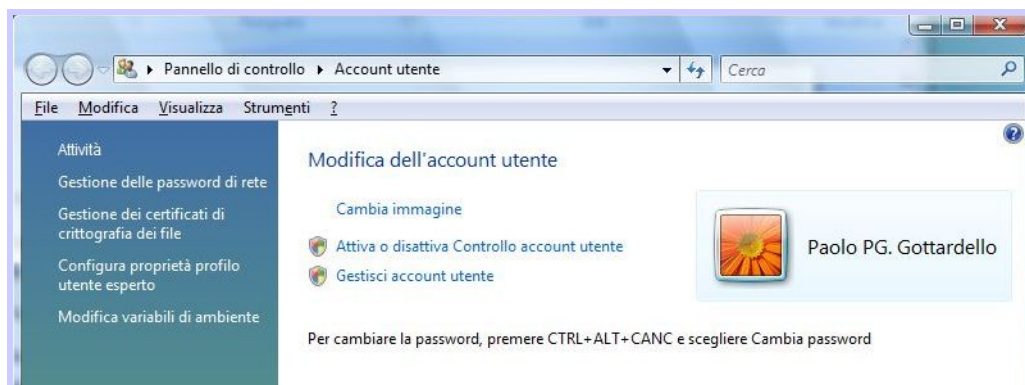 Pannello di controllo ▸ Account utente
Cerca
File Modifica Visualizza Strumenti ?
Attività
Gestione delle password di rete
Gestione dei certificati di
crittografia dei file
Configura proprietà profilo
utente esperto
Modifica variabili di ambiente
Modifica dell'account utente
Cambia immagine
Attiva o disattiva Controllo account utente
Gestisci account utente
Paolo PG. Gottardello
Per cambiare la password, premere CTRL+ALT+CANC e scegliere Cambia password